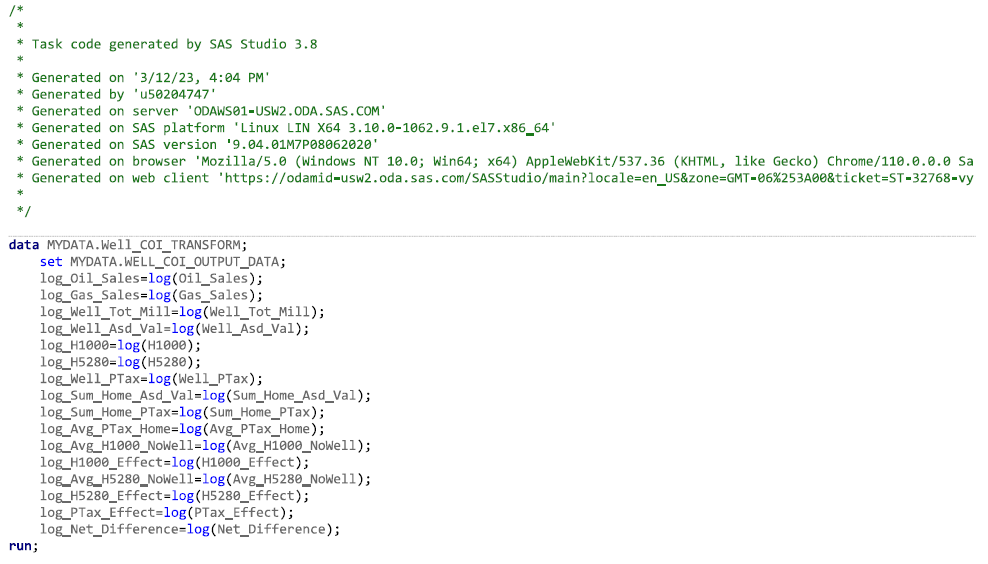 /*
 *
 * Task code generated by SAS Studio 3.8
 *
 * Generated on '3/12/23, 4:04 PM'
 * Generated by 'u50204747'
 * Generated on server 'ODAWS01-USW2.ODA.SAS.COM'
 * Generated on SAS platform 'Linux LIN X64 3.10.0-1062.9.1.el7.x86_64'
 * Generated on SAS version '9.04.01M7P08062020'
 * Generated on browser 'Mozilla/5.0 (Windows NT 10.0; Win64; x64) AppleWebKit/537.36 (KHTML, like Gecko) Chrome/110.0.0.0 Sa
 * Generated on web client 'https://odamid-usw2.oda.sas.com/SASStudio/main?locale=en_US&zone=GMT-06%253A00&ticket=ST-32768-vy
 *
 */
data MYDATA.Well_COI_TRANSFORM;
    set MYDATA.WELL_COI_OUTPUT_DATA;
    log_Oil_Sales=log(Oil_Sales);
    log_Gas_Sales=log(Gas_Sales);
    log_Well_Tot_Mill=log(Well_Tot_Mill);
    log_Well_Asd_Val=log(Well_Asd_Val);
    log_H1000=log(H1000);
    log_H5280=log(H5280);
    log_Well_PTax=log(Well_PTax);
    log_Sum_Home_Asd_Val=log(Sum_Home_Asd_Val);
    log_Sum_Home_PTax=log(Sum_Home_PTax);
    log_Avg_PTax_Home=log(Avg_PTax_Home);
    log_Avg_H1000_NoWell=log(Avg_H1000_NoWell);
    log_H1000_Effect=log(H1000_Effect);
    log_Avg_H5280_NoWell=log(Avg_H5280_NoWell);
    log_H5280_Effect=log(H5280_Effect);
    log_PTax_Effect=log(PTax_Effect);
    log_Net_Difference=log(Net_Difference);
run;